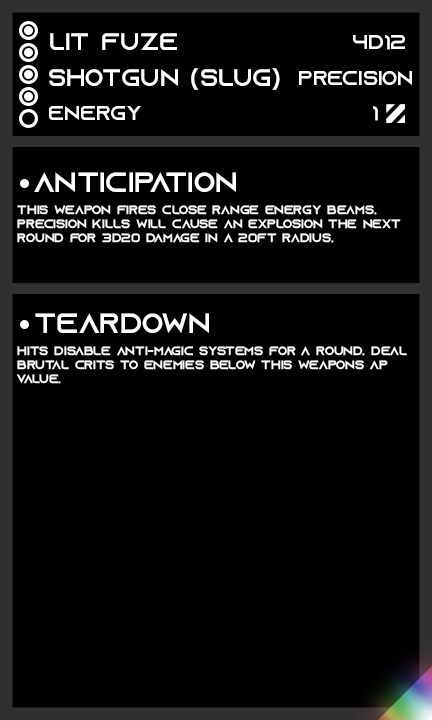 LIT FUZE 4D12
SHOTGUN (SLUG) PRECISION
ENERGY 1
•ANTICIPATION
THIS WEAPON FIRES CLOSE RANGE ENERGY BEAMS.
PRECISION KILLS WILL CAUSE AN EXPLOSION THE NEXT
ROUND FOR 3D20 DAMAGE IN A 20FT RADIUS.
•TEARDOWN
HITS DISABLE ANTI-MAGIC SYSTEMS FOR A ROUND. DEAL
BRUTAL CRITS TO ENEMIES BELOW THIS WEAPONS AP
VALUE.